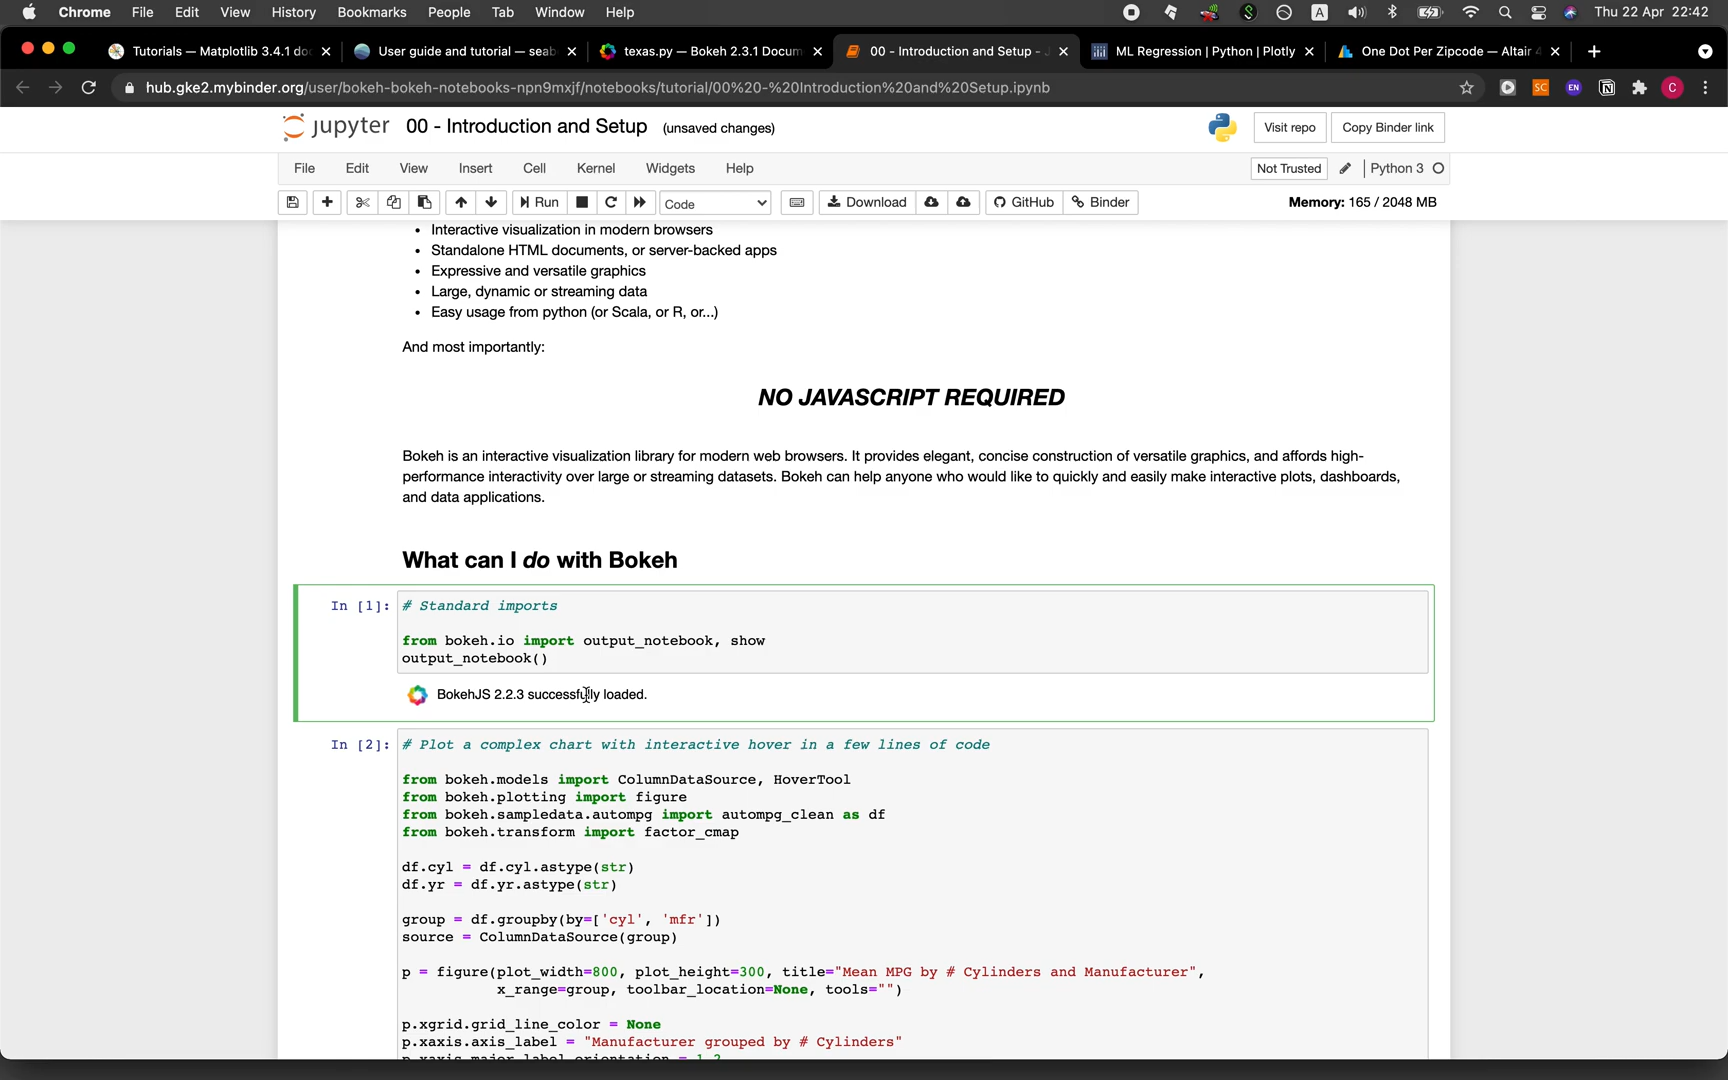 Chrome File Edit View History Bookmarks People Tab Window Help A Thu 22 Apr 22:42
Tutorials — Matplotlib 3.4.1 do User guide and tutorial — seab texas.py — Bokeh 2.3.1 Docum 00 - Introduction and Setup - J ML Regression | Python | Plotly One Dot Per Zipcode — Altair 4
hub.gke2.mybinder.org/user/bokeh-bokeh-notebooks-npn9mxjf/notebooks/tutorial/00%20-%20Introduction%20and%20Setup.ipynb SC EN C
jupyter 00 - Introduction and Setup (unsaved changes) Visit repo Copy Binder link
File Edit View Insert Cell Kernel Widgets Help Not Trusted Python 3
Run Code Download GitHub Binder Memory: 165 / 2048 MB
• Interactive visualization in modern browsers
• Standalone HTML documents, or server-backed apps
• Expressive and versatile graphics
• Large, dynamic or streaming data
• Easy usage from python (or Scala, or R, or...)
And most importantly:
NO JAVASCRIPT REQUIRED
Bokeh is an interactive visualization library for modern web browsers. It provides elegant, concise construction of versatile graphics, and affords high-
performance interactivity over large or streaming datasets. Bokeh can help anyone who would like to quickly and easily make interactive plots, dashboards,
and data applications.
What can I do with Bokeh
In [1]: # Standard imports
from bokeh.io import output_notebook, show
output_notebook()
BokehJS 2.2.3 successfully loaded.
In [2]: # Plot a complex chart with interactive hover in a few lines of code
from bokeh.models import ColumnDataSource, HoverTool
from bokeh.plotting import figure
from bokeh.sampledata.autompg import autompg_clean as df
from bokeh.transform import factor_cmap
df.cyl = df.cyl.astype(str)
df.yr = df.yr.astype(str)
group = df.groupby(by=['cyl', 'mfr'])
source = ColumnDataSource(group)
p = figure(plot_width=800, plot_height=300, title="Mean MPG by # Cylinders and Manufacturer",
x_range=group, toolbar_location=None, tools="")
p.xgrid.grid_line_color = None
p.xaxis.axis_label = "Manufacturer grouped by # Cylinders"
p.xaxis.major_label_orientation = 1.2